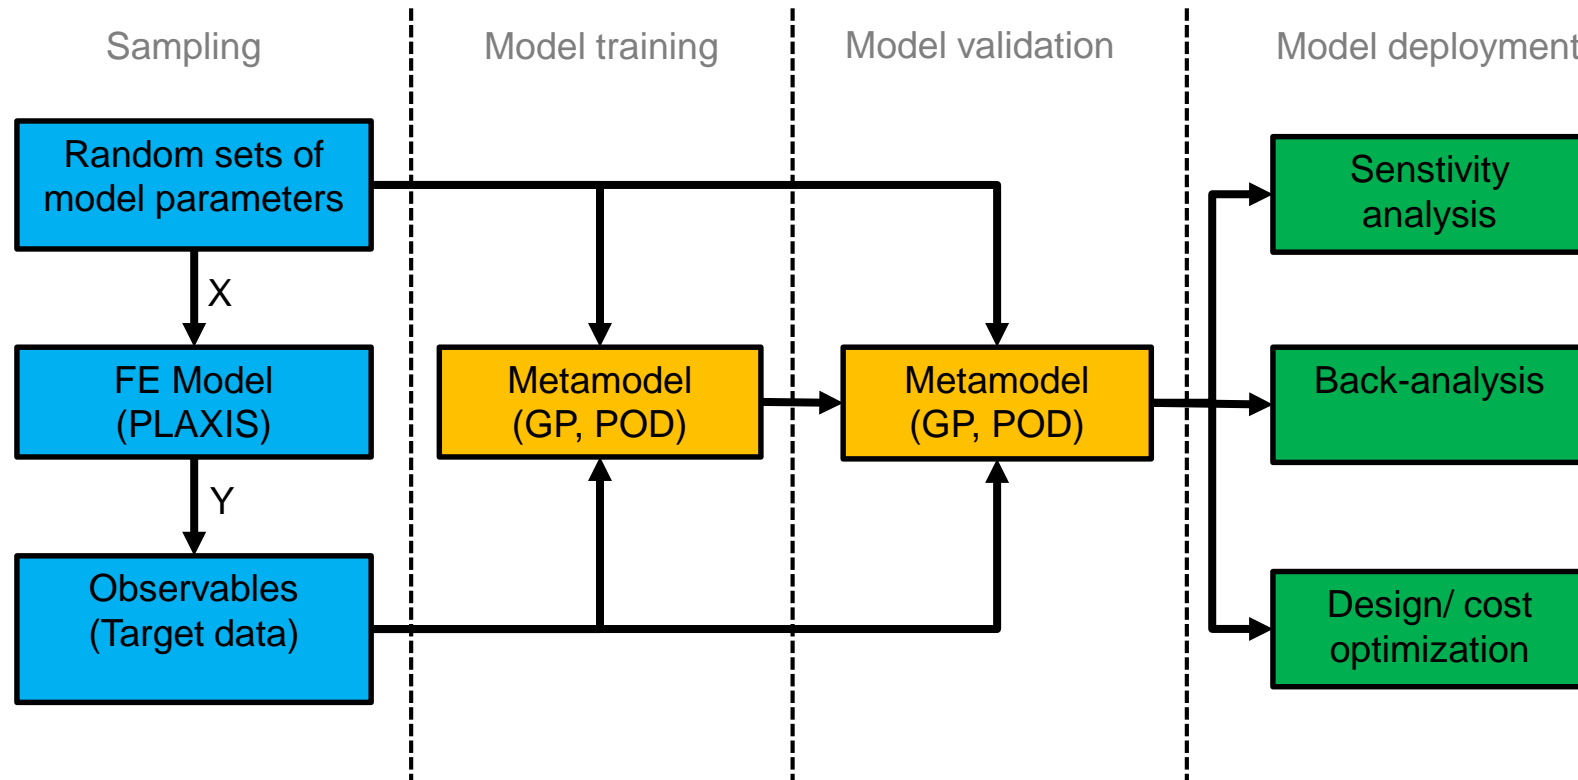 Sampling
Model training
Model validation
Model deployment
Random sets of
model parameters
X
FE Model
(PLAXIS)
Y
Observables
(Target data)
Metamodel
(GP, POD)
Metamodel
(GP, POD)
Senstivity
analysis
Back-analysis
Design/ cost
optimization